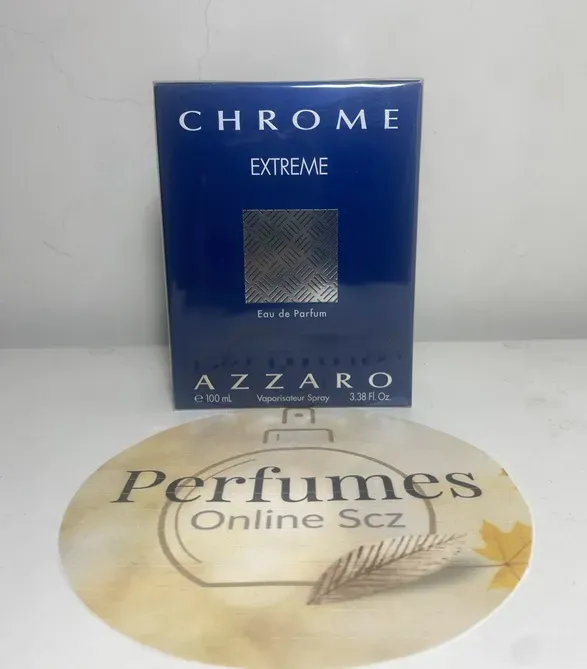 CHROME
EXTREME
Eau de Parfum
AZZARO
℮ 100 mL Vaporisateur Spray 3.38 Fl. Oz.
Perfumes
Online Scz